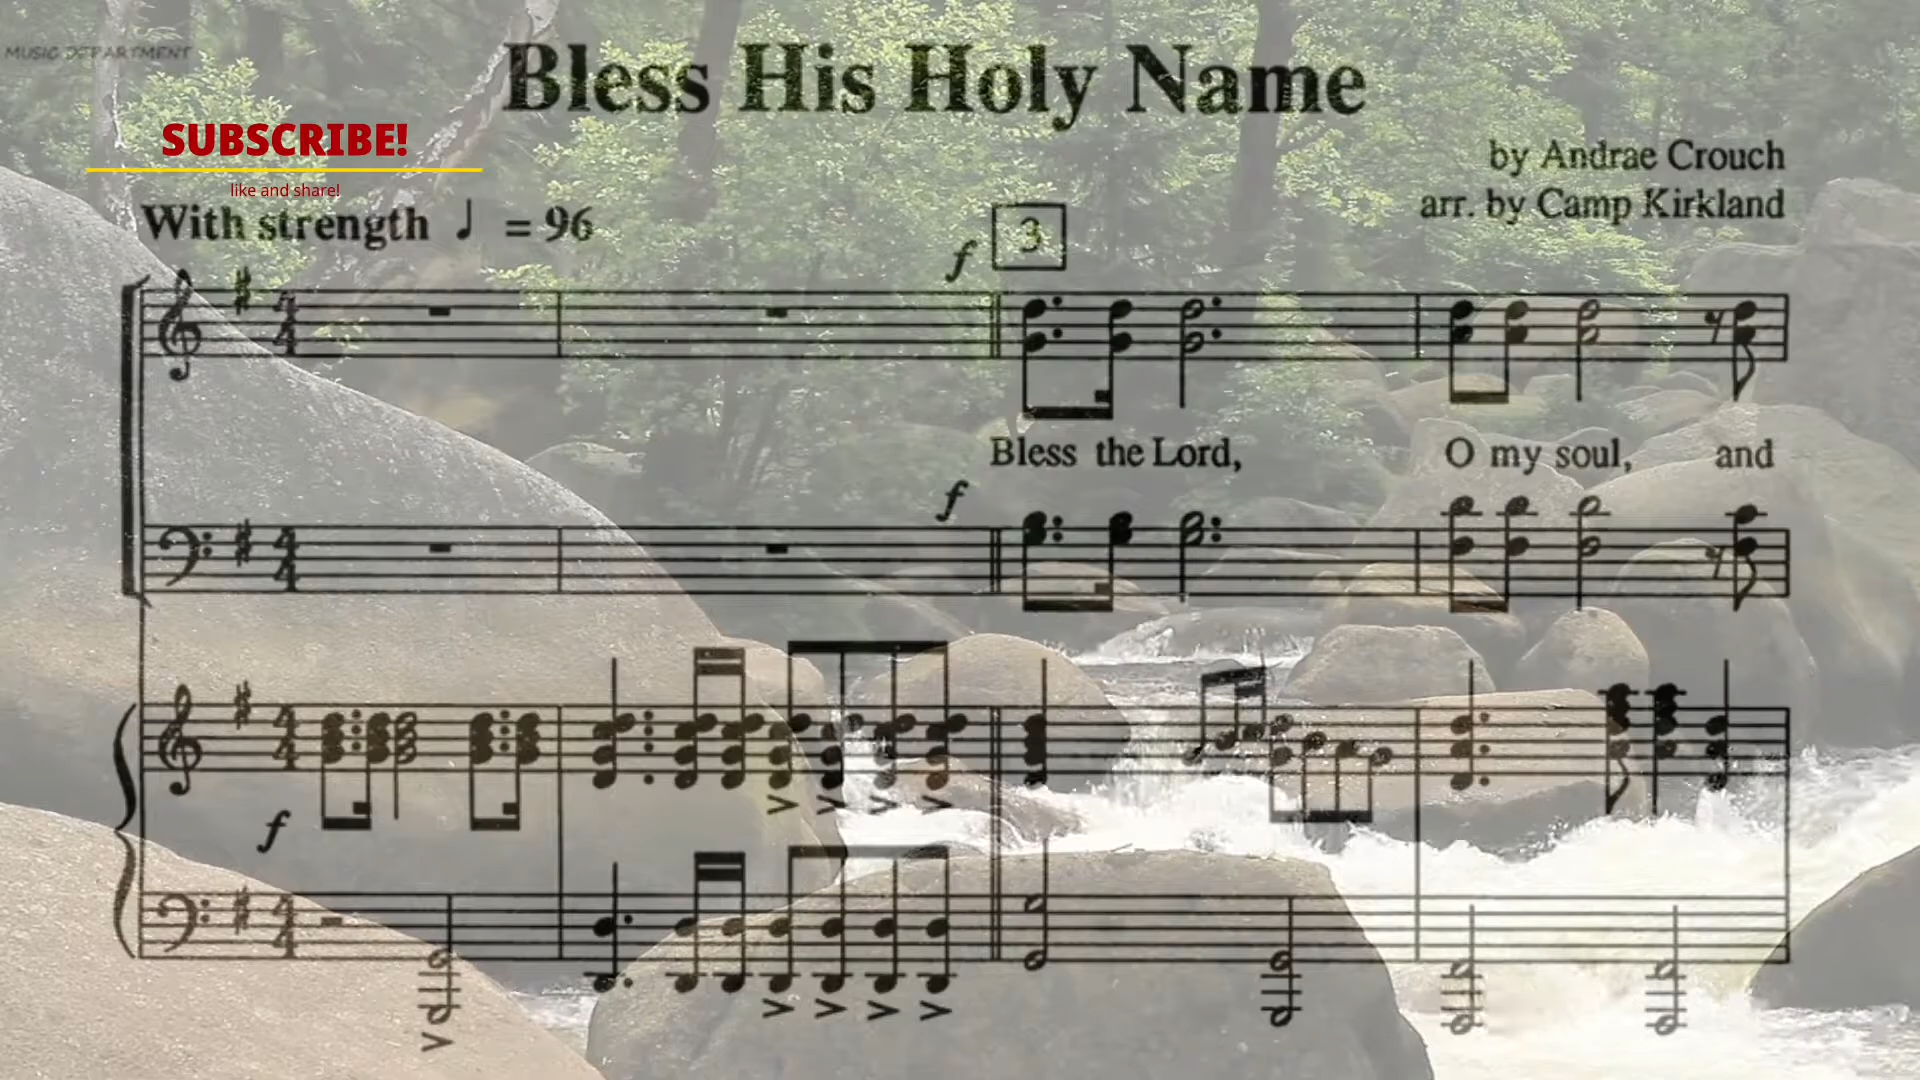 MUSIC DEPARTMENT
Bless His Holy Name
SUBSCRIBE!
like and share!
by Andrae Crouch
arr. by Camp Kirkland
With strength ♩ = 96
3
f
Bless the Lord, O my soul, and
f
f